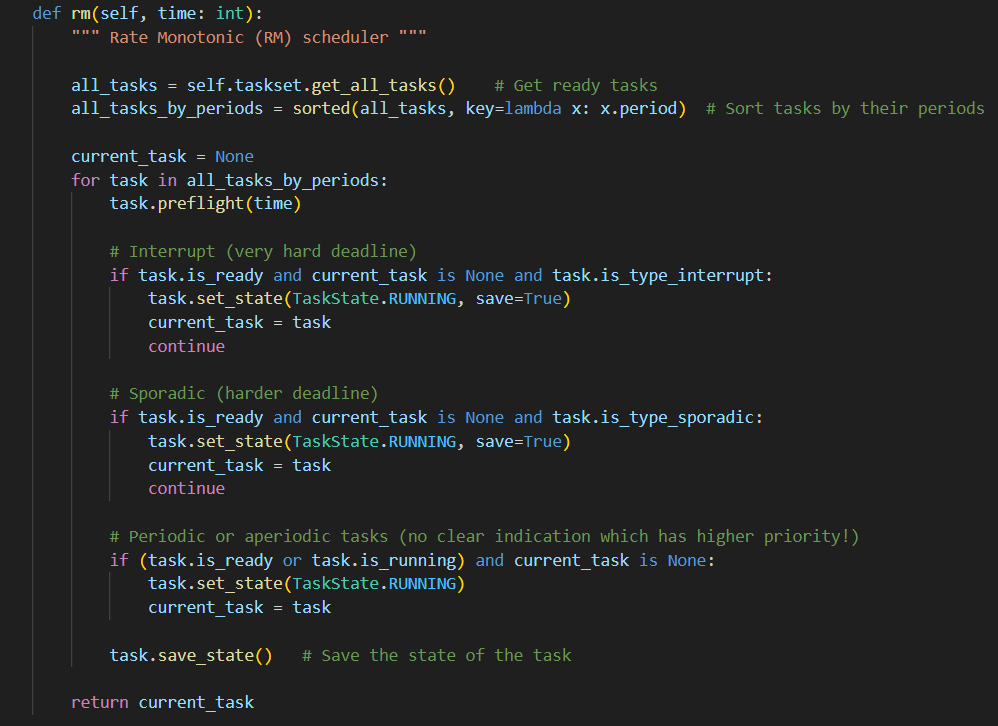 def rm(self, time: int):
    """ Rate Monotonic (RM) scheduler """

    all_tasks = self.taskset.get_all_tasks()    # Get ready tasks
    all_tasks_by_periods = sorted(all_tasks, key=lambda x: x.period)  # Sort tasks by their periods

    current_task = None
    for task in all_tasks_by_periods:
        task.preflight(time)

        # Interrupt (very hard deadline)
        if task.is_ready and current_task is None and task.is_type_interrupt:
            task.set_state(TaskState.RUNNING, save=True)
            current_task = task
            continue

        # Sporadic (harder deadline)
        if task.is_ready and current_task is None and task.is_type_sporadic:
            task.set_state(TaskState.RUNNING, save=True)
            current_task = task
            continue

        # Periodic or aperiodic tasks (no clear indication which has higher priority!)
        if (task.is_ready or task.is_running) and current_task is None:
            task.set_state(TaskState.RUNNING)
            current_task = task

        task.save_state()   # Save the state of the task

    return current_task